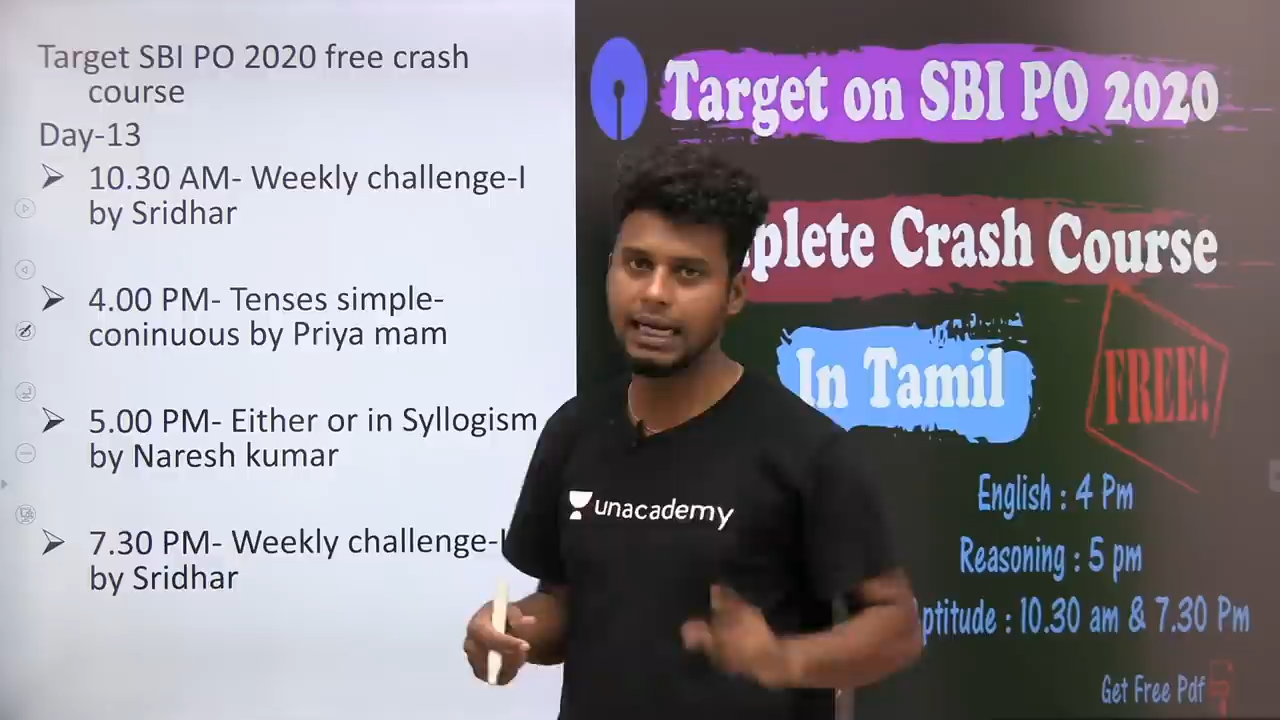 Target SBI PO 2020 free crash
course
Day-13
➢ 10.30 AM- Weekly challenge-I
by Sridhar
➢ 4.00 PM- Tenses simple-
coninuous by Priya mam
➢ 5.00 PM- Either or in Syllogism
by Naresh kumar
➢ 7.30 PM- Weekly challenge-
by Sridhar
Target on SBI PO 2020
Crash Course
In Tamil
FREE!
English : 4 Pm
Reasoning : 5 pm
: 10.30 am & 7.30 Pm
Get Free Pdf
unacademy